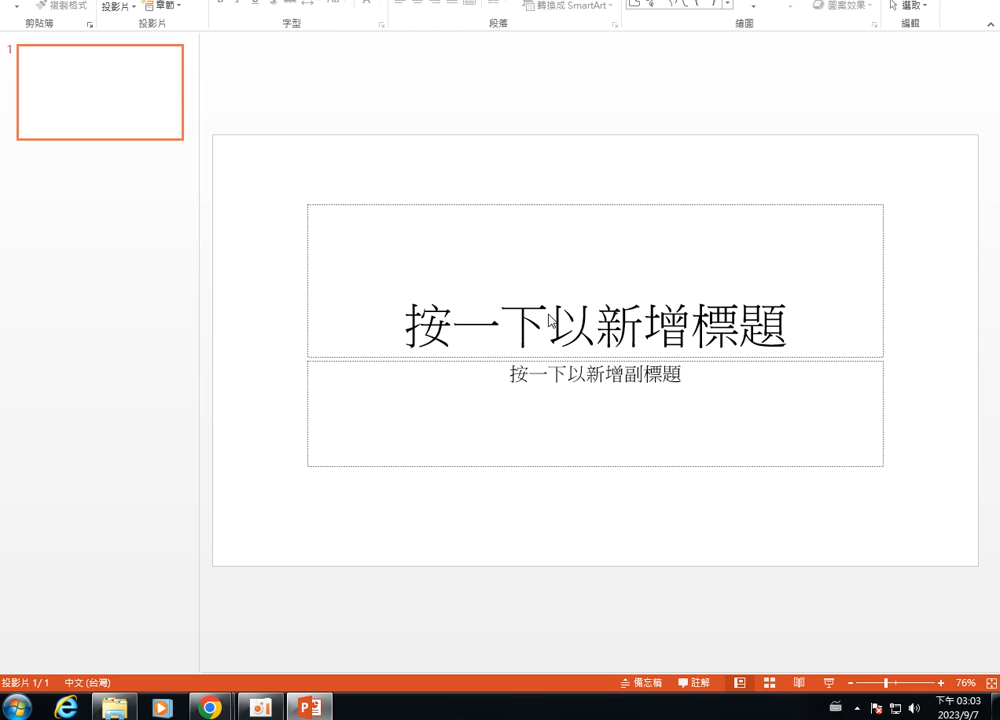 複製格式 投影片 章節 轉換成 SmartArt 圖案效果 選取
剪貼簿 投影片 字型 段落 繪圖 編輯
1
按一下以新增標題
按一下以新增副標題
投影片 1/1 中文 (台灣) 備忘稿 註解 76%
下午 03:03
2023/9/7